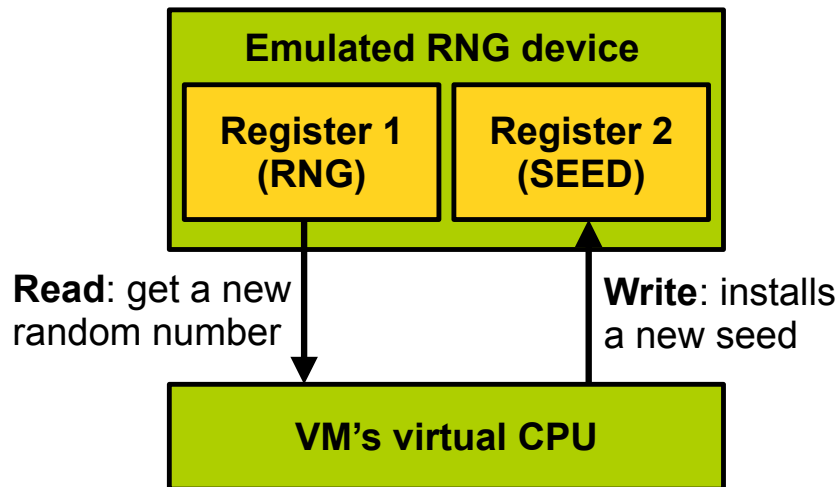 Emulated RNG device
Register 1
(RNG)
Register 2
(SEED)
Read: get a new
random number
Write: installs
a new seed
VM’s virtual CPU